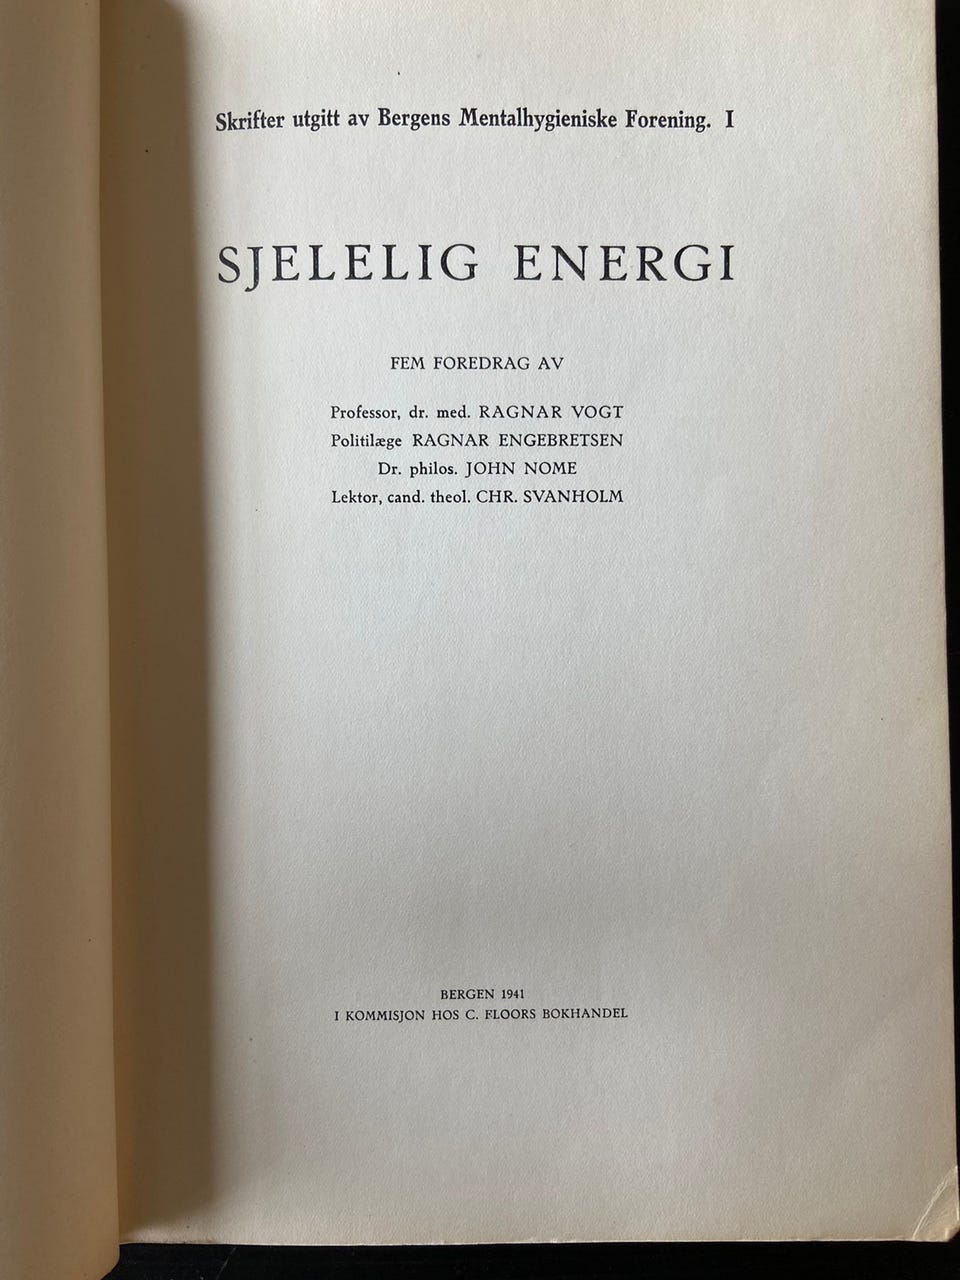 Skrifter utgitt av Bergens Mentalhygieniske Forening. I
SJELELIG ENERGI
FEM FOREDRAG AV
Professor, dr. med. RAGNAR VOGT
Politilæge RAGNAR ENGEBRETSEN
Dr. philos. JOHN NOME
Lektor, cand. theol. CHR. SVANHOLM
BERGEN 1941
I KOMMISJON HOS C. FLOORS BOKHANDEL